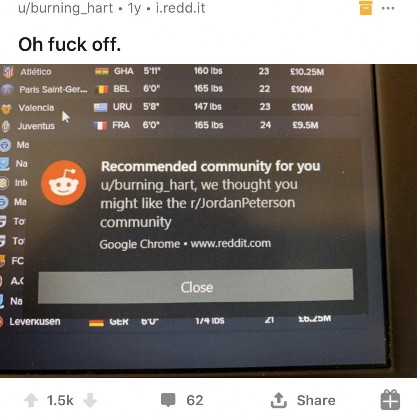 u/burning_hart • 1y • i.redd.it
Oh fuck off.
Atlético GHA 5'11" 160 lbs 23 £10.25M
Paris Saint-Ger... BEL 6'0" 165 lbs 22 £10M
Valencia URU 5'8" 147 lbs 23 £10M
Juventus FRA 6'0" 165 lbs 24 £9.5M
Ma
Na
Int
Ma
To
To
FC
A.C
Na
Recommended community for you
u/burning_hart, we thought you
might like the r/JordanPeterson
community
Google Chrome • www.reddit.com
Close
Leverkusen GER 6'0" 174 lbs 21 £6.25M
1.5k 62 Share